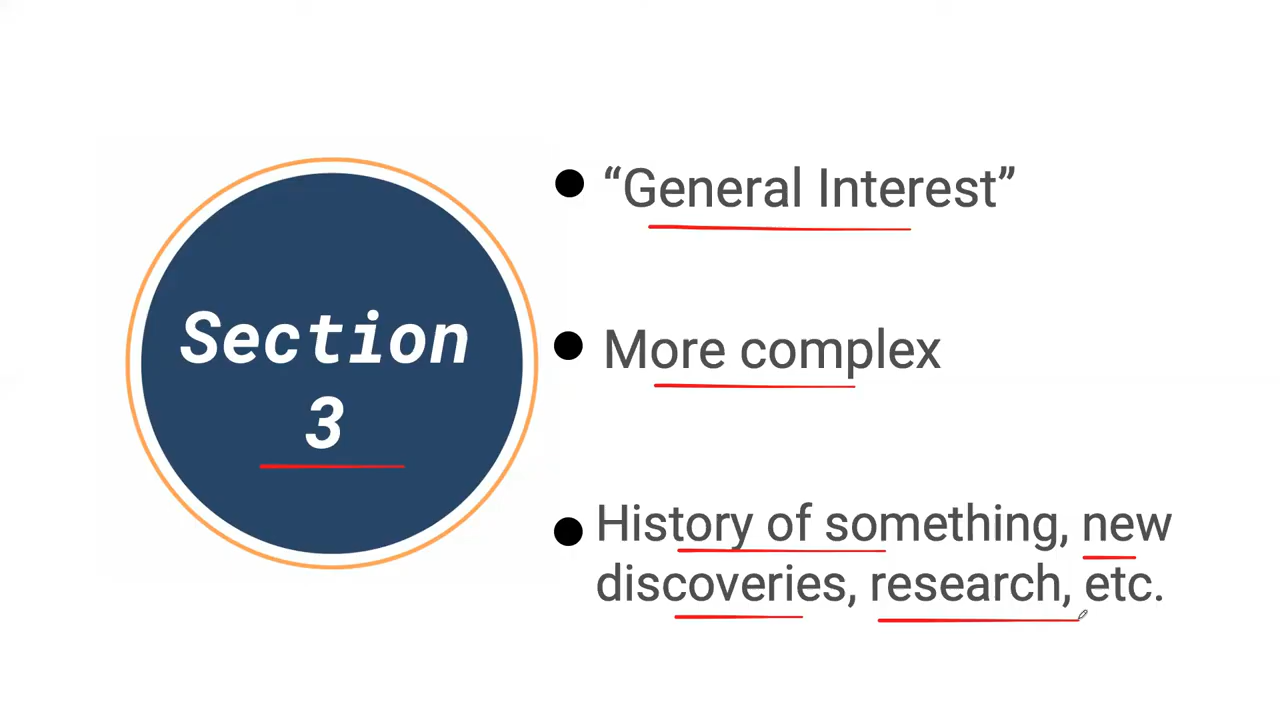 Section
3
“General Interest”
More complex
History of something, new
discoveries, research, etc.